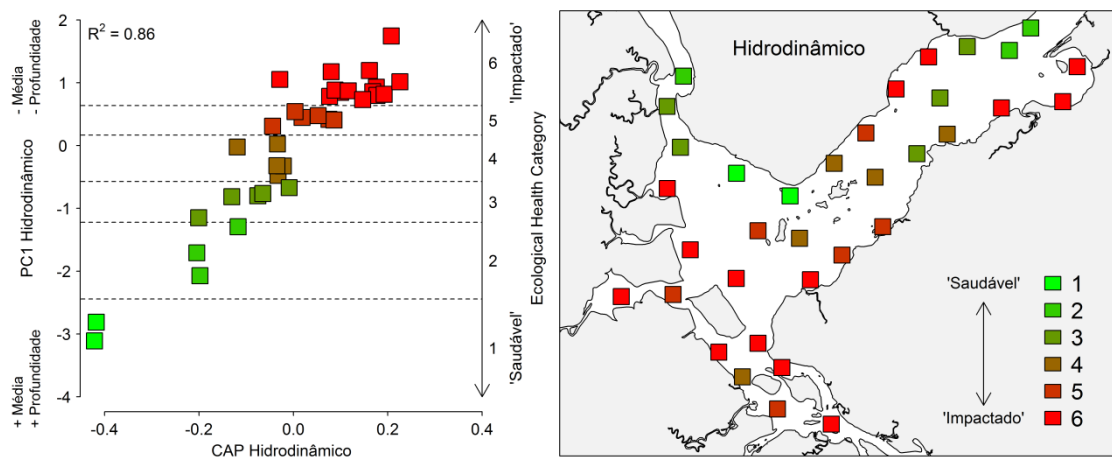 R² = 0.86
- Média
- Profundidade
PC1 Hidrodinâmico
+ Média
+ Profundidade
2
1
0
-1
-2
-3
-4
-0.4
-0.2
0.0
0.2
0.4
CAP Hidrodinâmico
6
5
4
3
2
1
'Impactado'
'Saudável'
Ecological Health Category
Hidrodinâmico
'Saudável'
'Impactado'
1
2
3
4
5
6